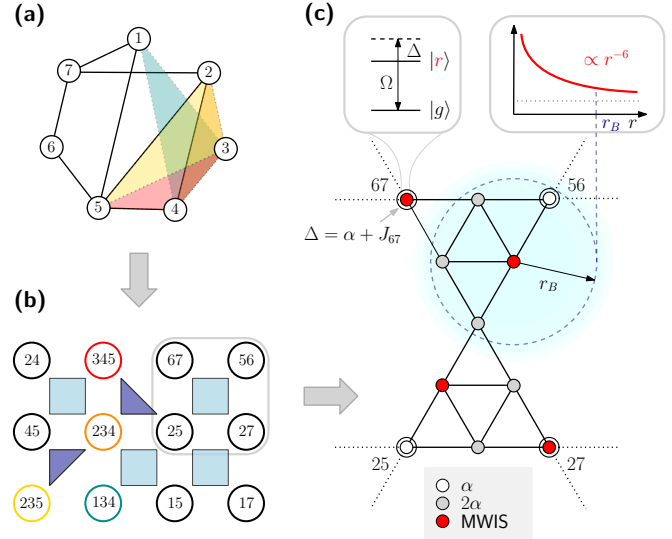 (a)
1
7
2
3
6
5
4
(b)
24 345 67 56
45 234 25 27
235 134 15 17
(c)
Δ
|r⟩
Ω
|g⟩
∝ r⁻⁶
r_B r
67
56
Δ = α + J₆₇
r_B
25
27
α
2α
MWIS